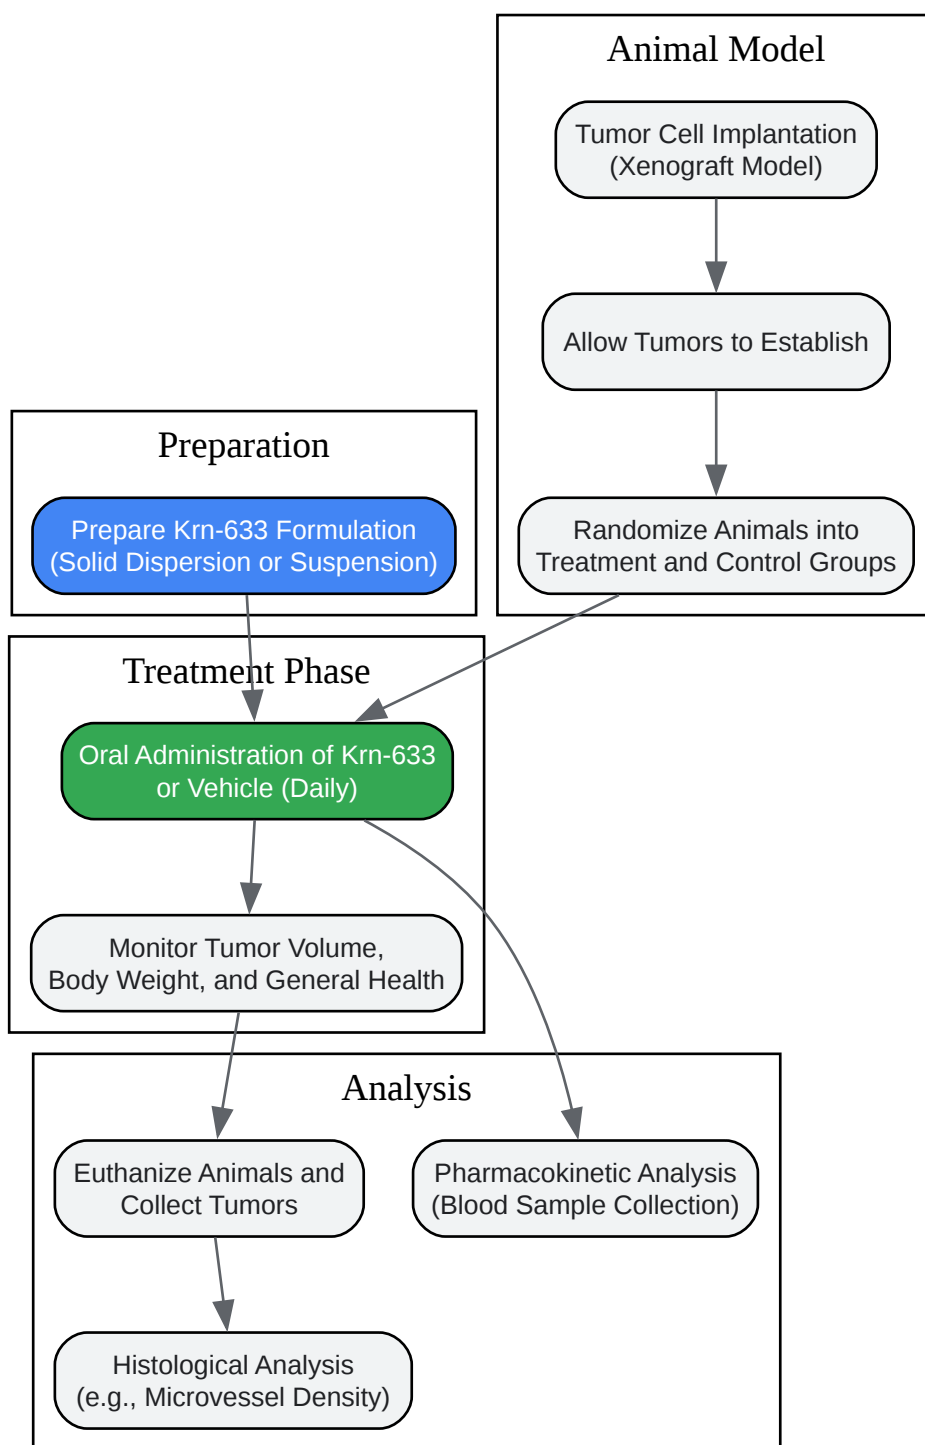 Animal Model
Tumor Cell Implantation
(Xenograft Model)
Allow Tumors to Establish
Randomize Animals into
Treatment and Control Groups
Preparation
Prepare Krn-633 Formulation
(Solid Dispersion or Suspension)
Treatment Phase
Oral Administration of Krn-633
or Vehicle (Daily)
Monitor Tumor Volume,
Body Weight, and General Health
Analysis
Euthanize Animals and
Collect Tumors
Pharmacokinetic Analysis
(Blood Sample Collection)
Histological Analysis
(e.g., Microvessel Density)